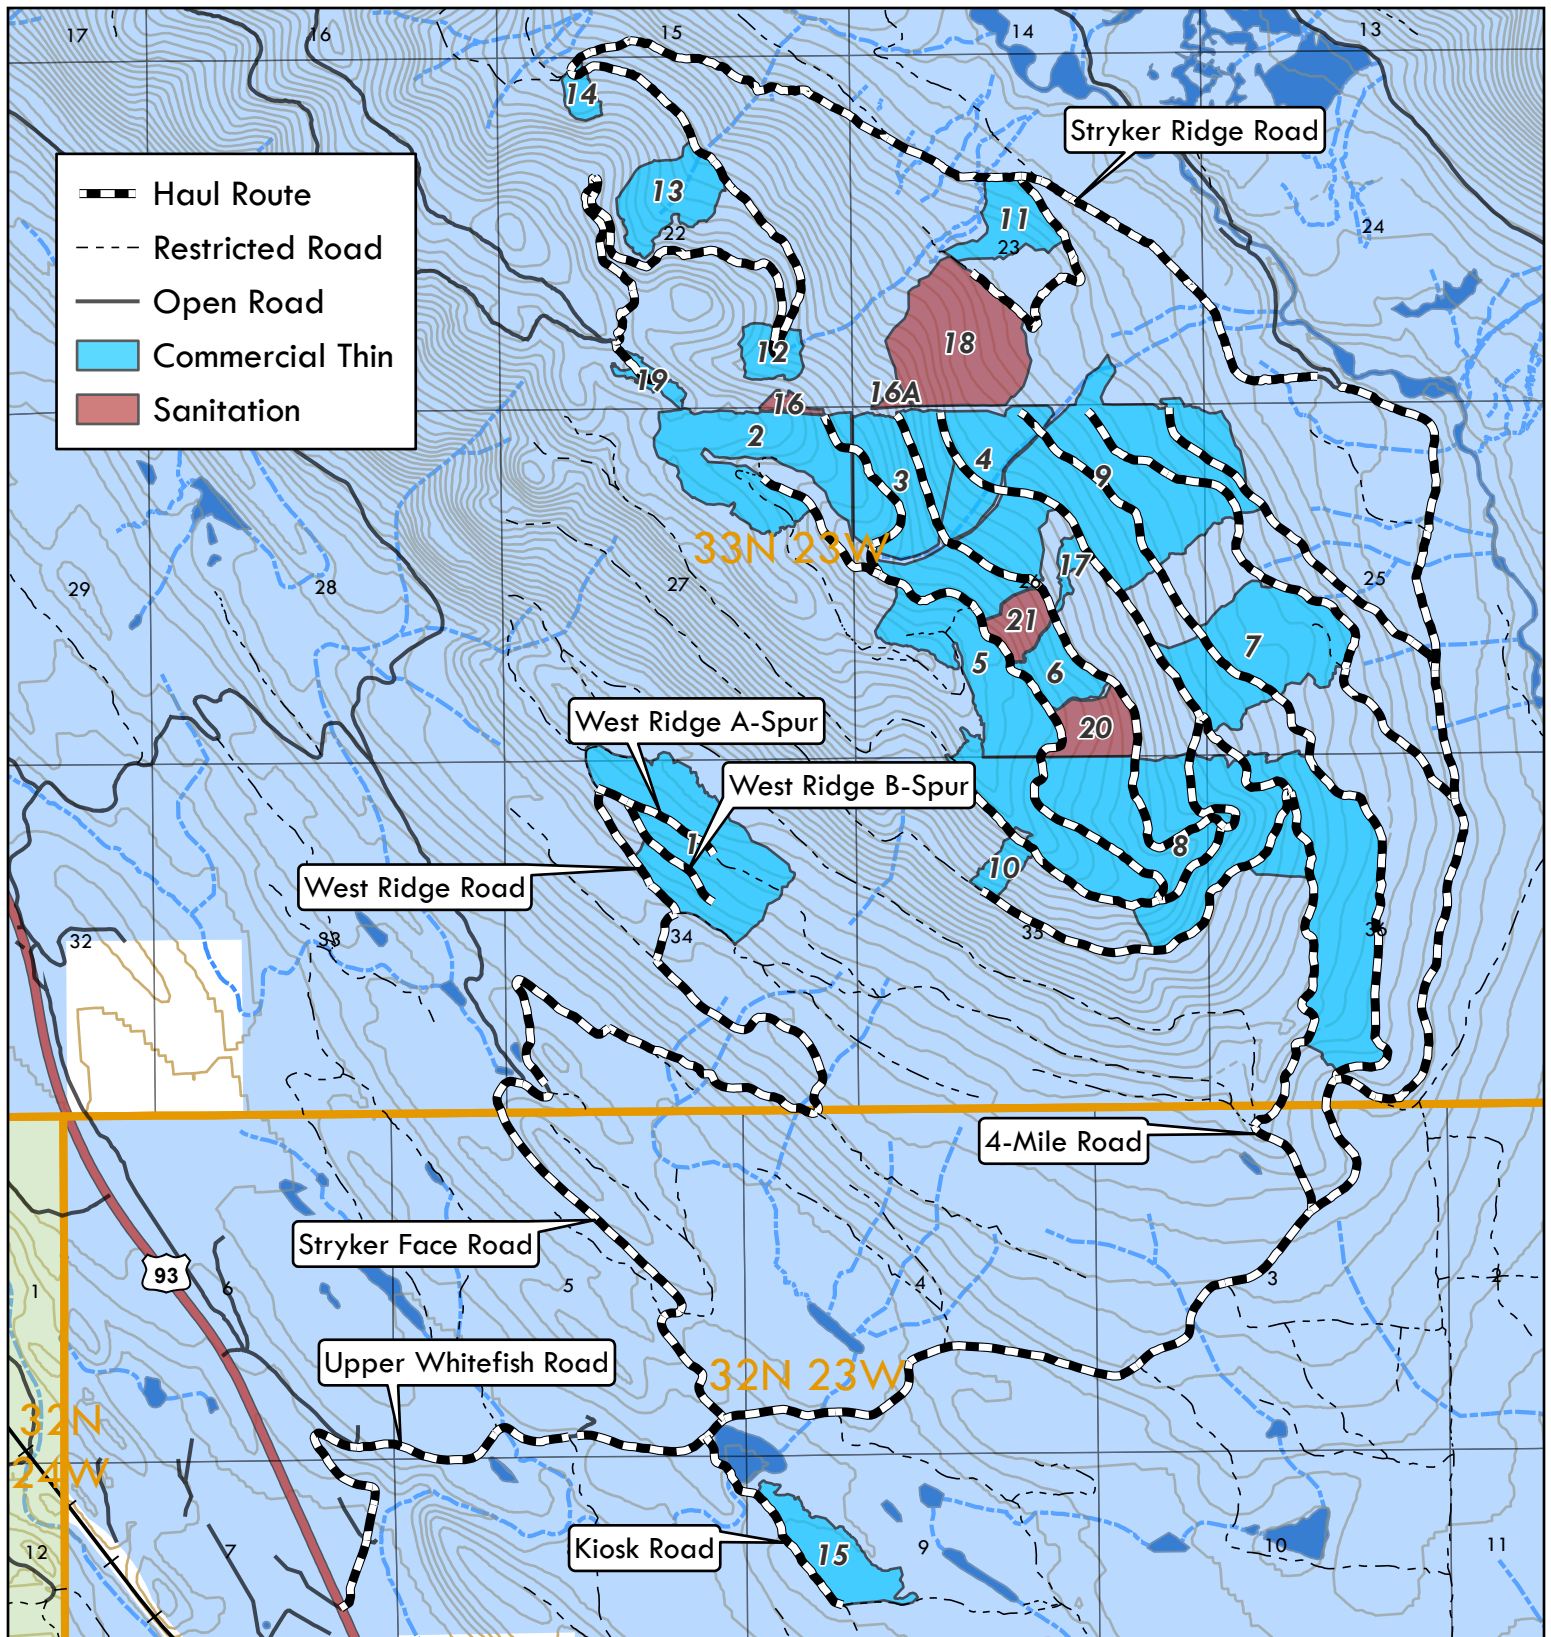 17
16
15
14
13
14
Stryker Ridge Road
Haul Route
Restricted Road
Open Road
Commercial Thin
Sanitation
13
22
11
23
24
18
12
19
16
16A
2
3
4
9
33N 23W
17
29
28
27
26
25
21
5
6
7
20
West Ridge A-Spur
West Ridge B-Spur
1
8
10
West Ridge Road
32
33
34
35
36
4-Mile Road
Stryker Face Road
93
1
6
5
4
3
2
Upper Whitefish Road
32N 23W
32N
24W
Kiosk Road
15
12
7
9
10
11